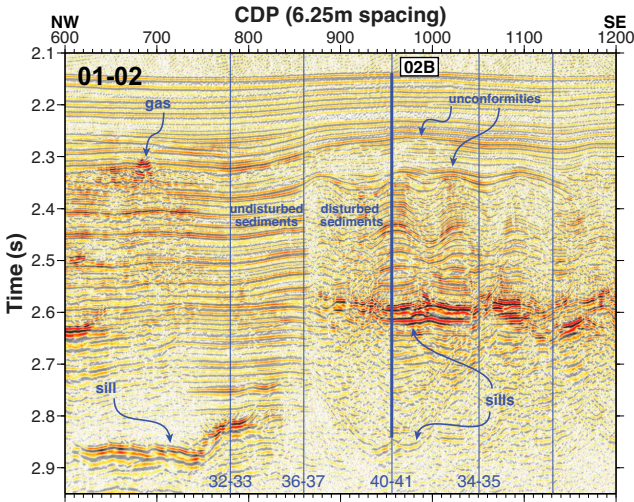 CDP (6.25m spacing)
NW
SE
600 700 800 900 1000 1100 1200
01-02
02B
gas
unconformities
undisturbed
sediments
disturbed
sediments
sill
sills
32-33 36-37 40-41 34-35
Time (s)
2.1
2.2
2.3
2.4
2.5
2.6
2.7
2.8
2.9